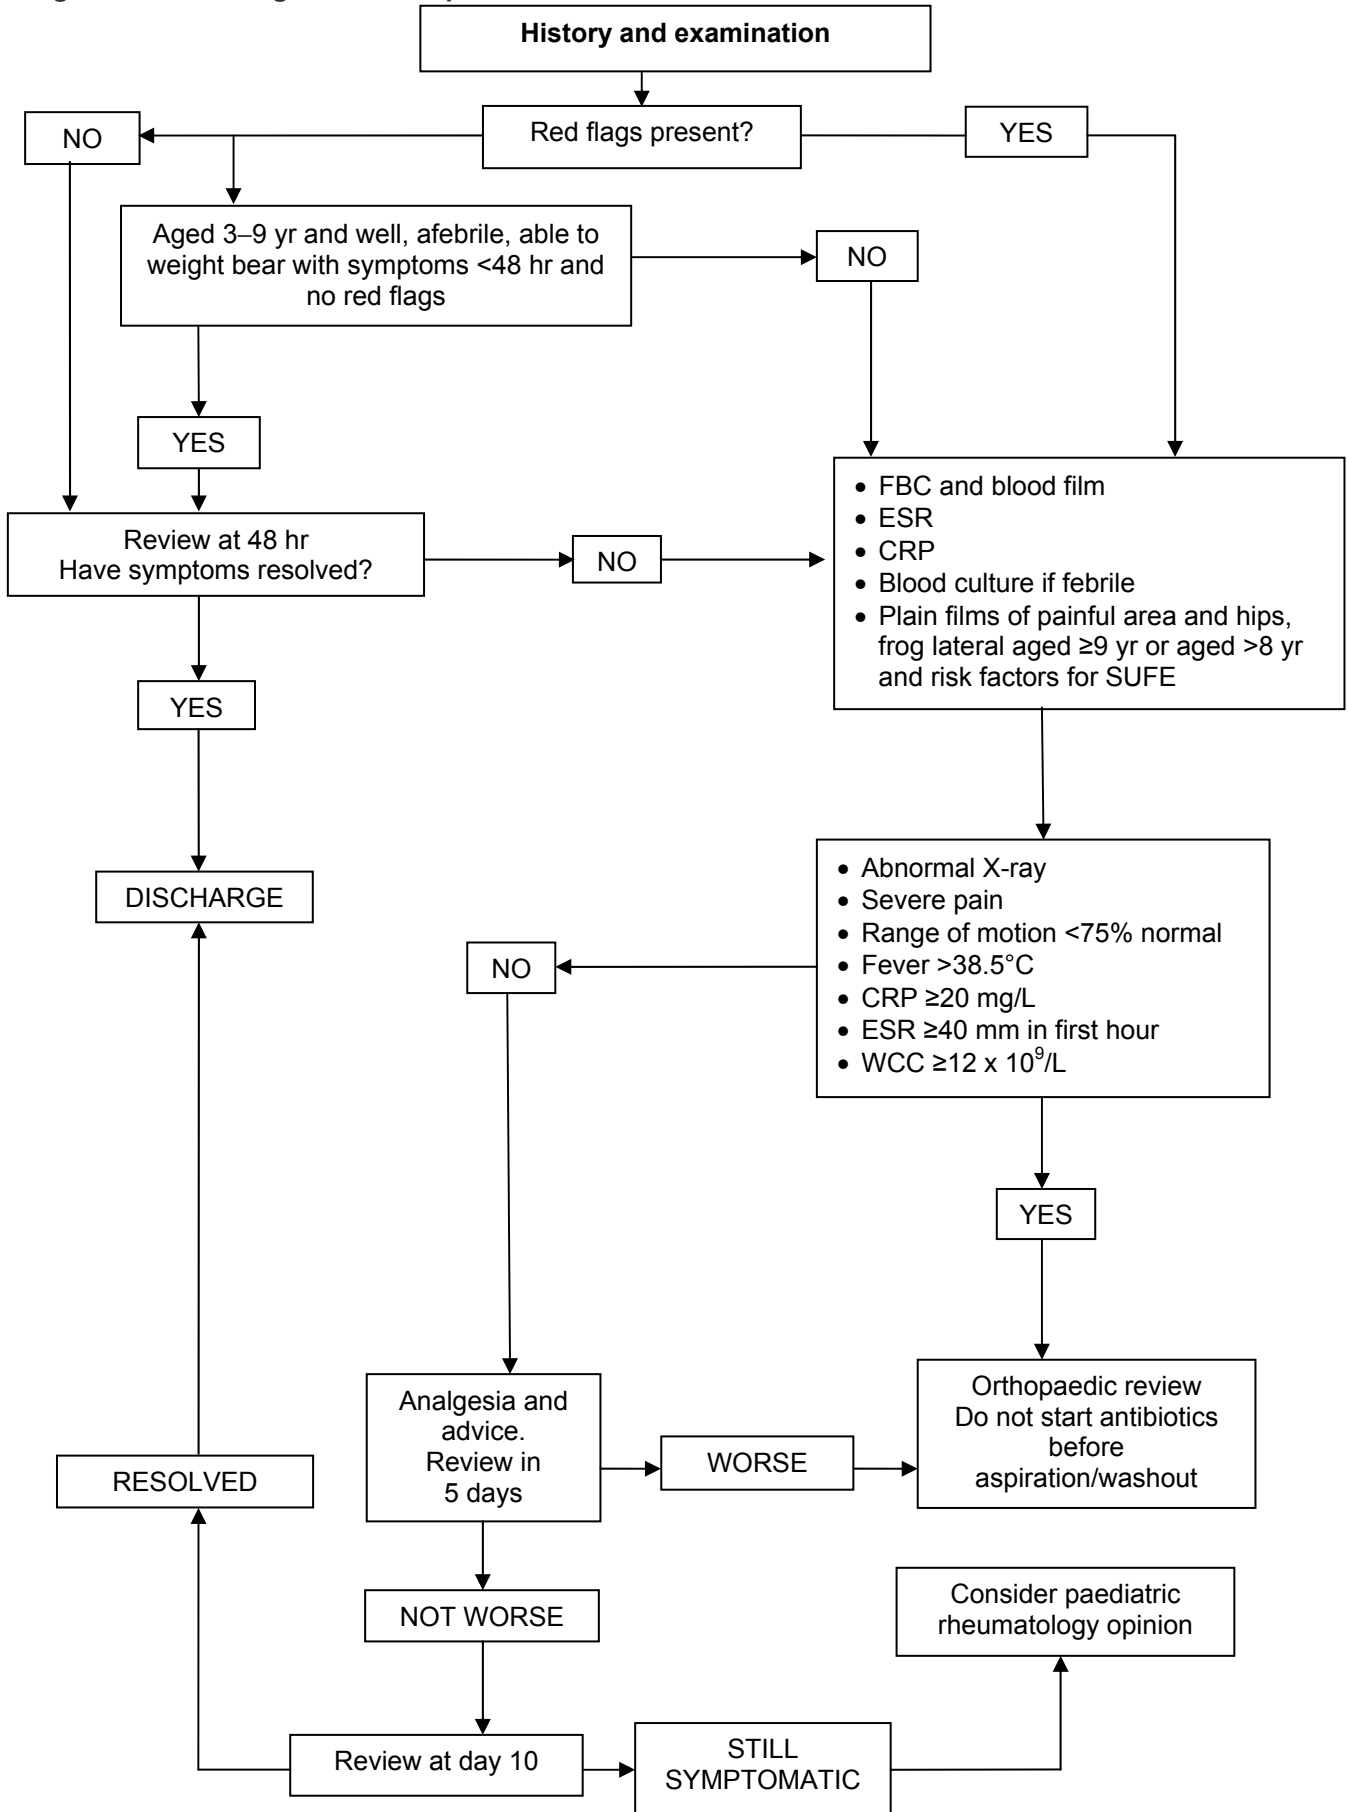 History and examination
Red flags present?
NO
YES
Aged 3–9 yr and well, afebrile, able to
weight bear with symptoms <48 hr and
no red flags
NO
YES
• FBC and blood film
• ESR
• CRP
• Blood culture if febrile
• Plain films of painful area and hips,
frog lateral aged ≥9 yr or aged >8 yr
and risk factors for SUFE
Review at 48 hr
Have symptoms resolved?
NO
YES
DISCHARGE
• Abnormal X-ray
• Severe pain
• Range of motion <75% normal
• Fever >38.5°C
• CRP ≥20 mg/L
• ESR ≥40 mm in first hour
• WCC ≥12 x 10⁹/L
NO
YES
Analgesia and
advice.
Review in
5 days
WORSE
Orthopaedic review
Do not start antibiotics
before
aspiration/washout
RESOLVED
NOT WORSE
Consider paediatric
rheumatology opinion
Review at day 10
STILL
SYMPTOMATIC